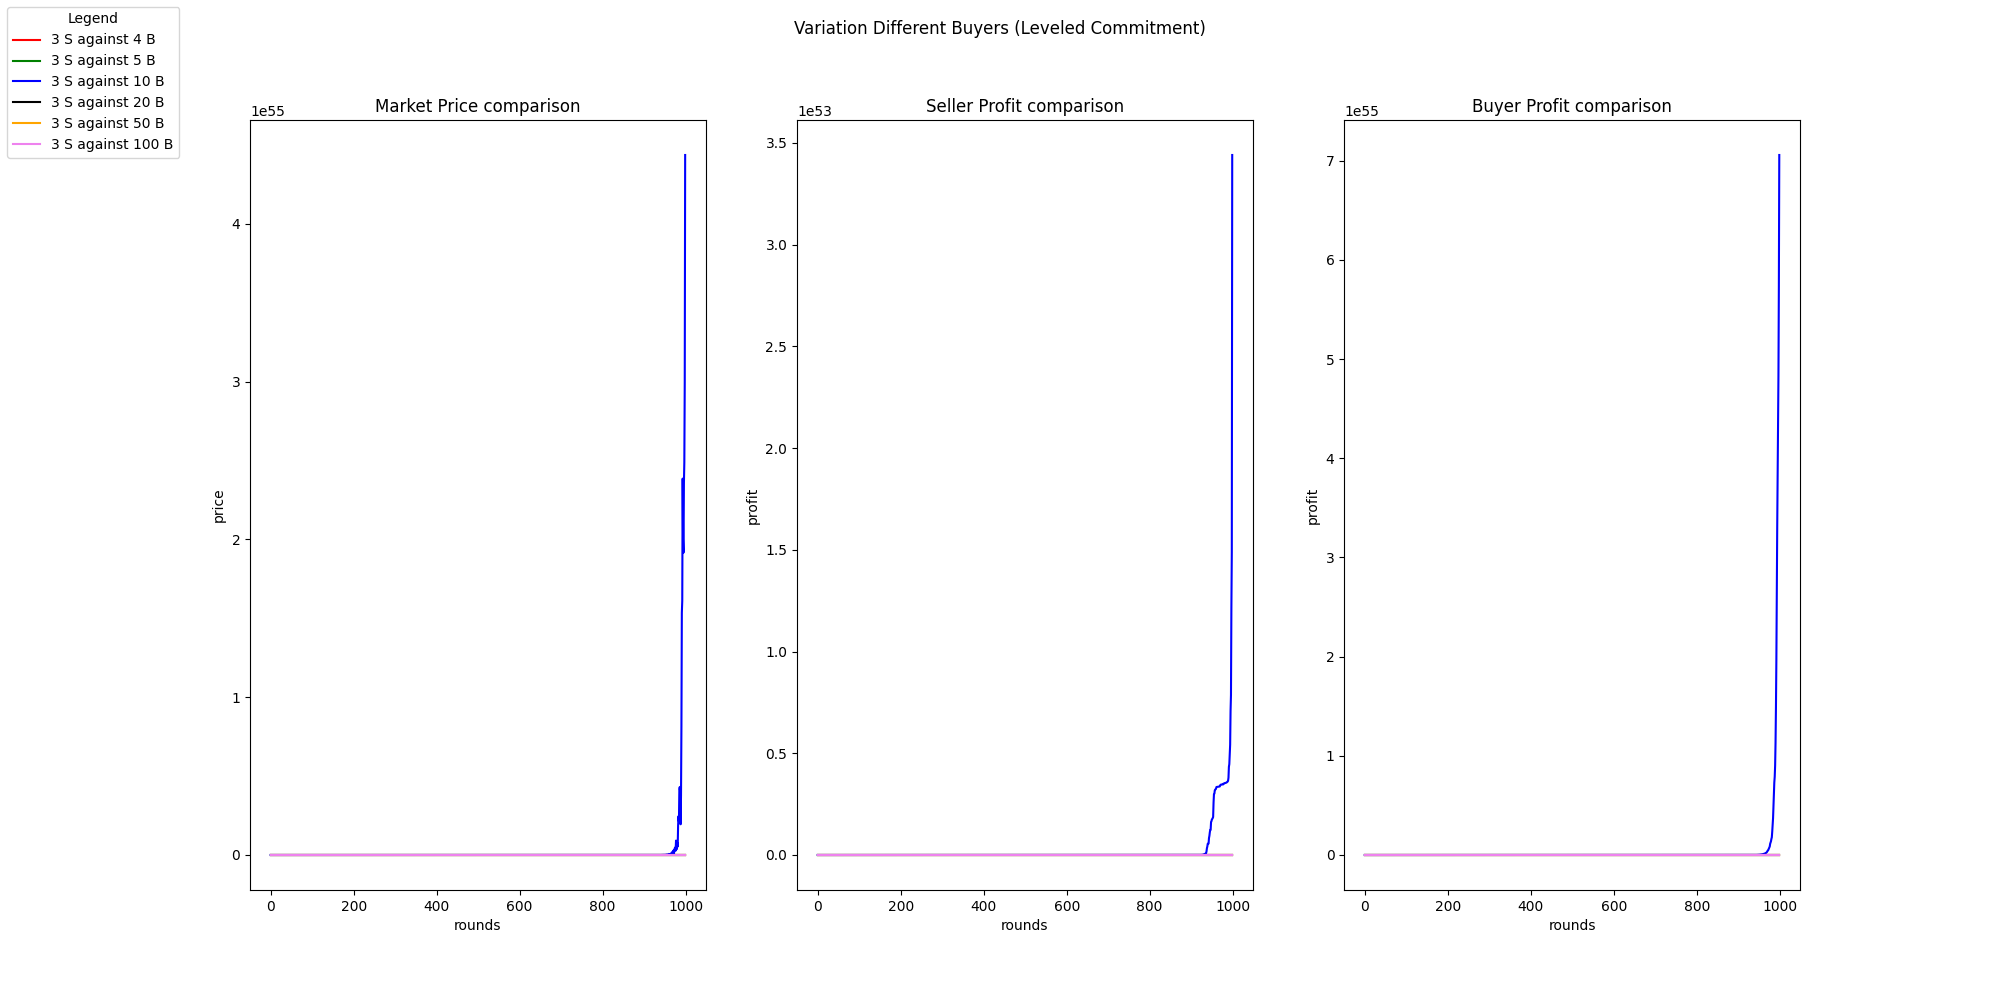 Legend
3 S against 4 B
3 S against 5 B
3 S against 10 B
3 S against 20 B
3 S against 50 B
3 S against 100 B
Variation Different Buyers (Leveled Commitment)
Market Price comparison
1e55
4
3
2
1
0
price
0 200 400 600 800 1000
rounds
Seller Profit comparison
1e53
3.5
3.0
2.5
2.0
1.5
1.0
0.5
0.0
profit
0 200 400 600 800 1000
rounds
Buyer Profit comparison
1e55
7
6
5
4
3
2
1
0
profit
0 200 400 600 800 1000
rounds